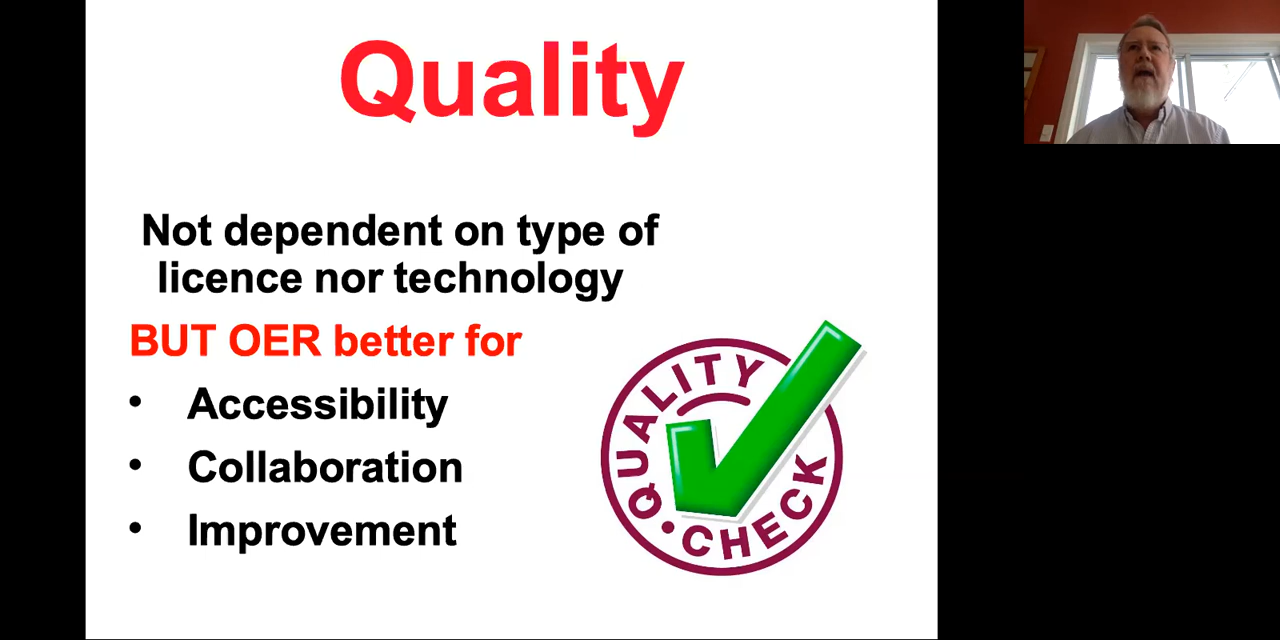 Quality
Not dependent on type of
licence nor technology
BUT OER better for
• Accessibility
• Collaboration
• Improvement
QUALITY
• CHECK